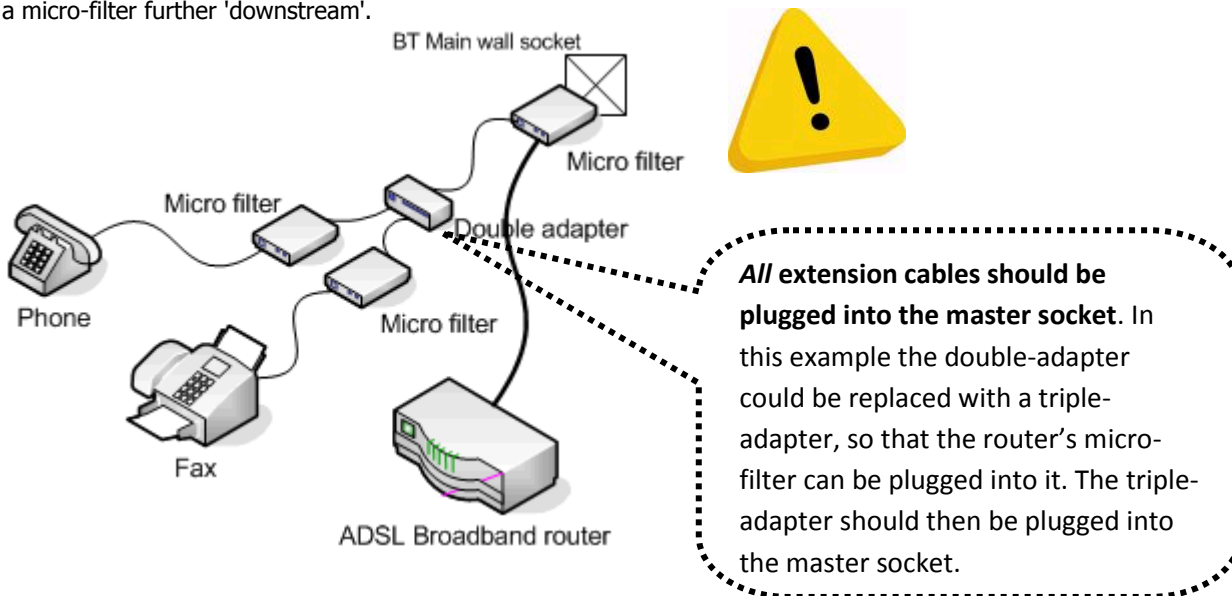 a micro-filter further 'downstream'.
BT Main wall socket
Micro filter
Micro filter
Double adapter
Phone
Micro filter
Fax
ADSL Broadband router
All extension cables should be
plugged into the master socket. In
this example the double-adapter
could be replaced with a triple-
adapter, so that the router’s micro-
filter can be plugged into it. The triple-
adapter should then be plugged into
the master socket.